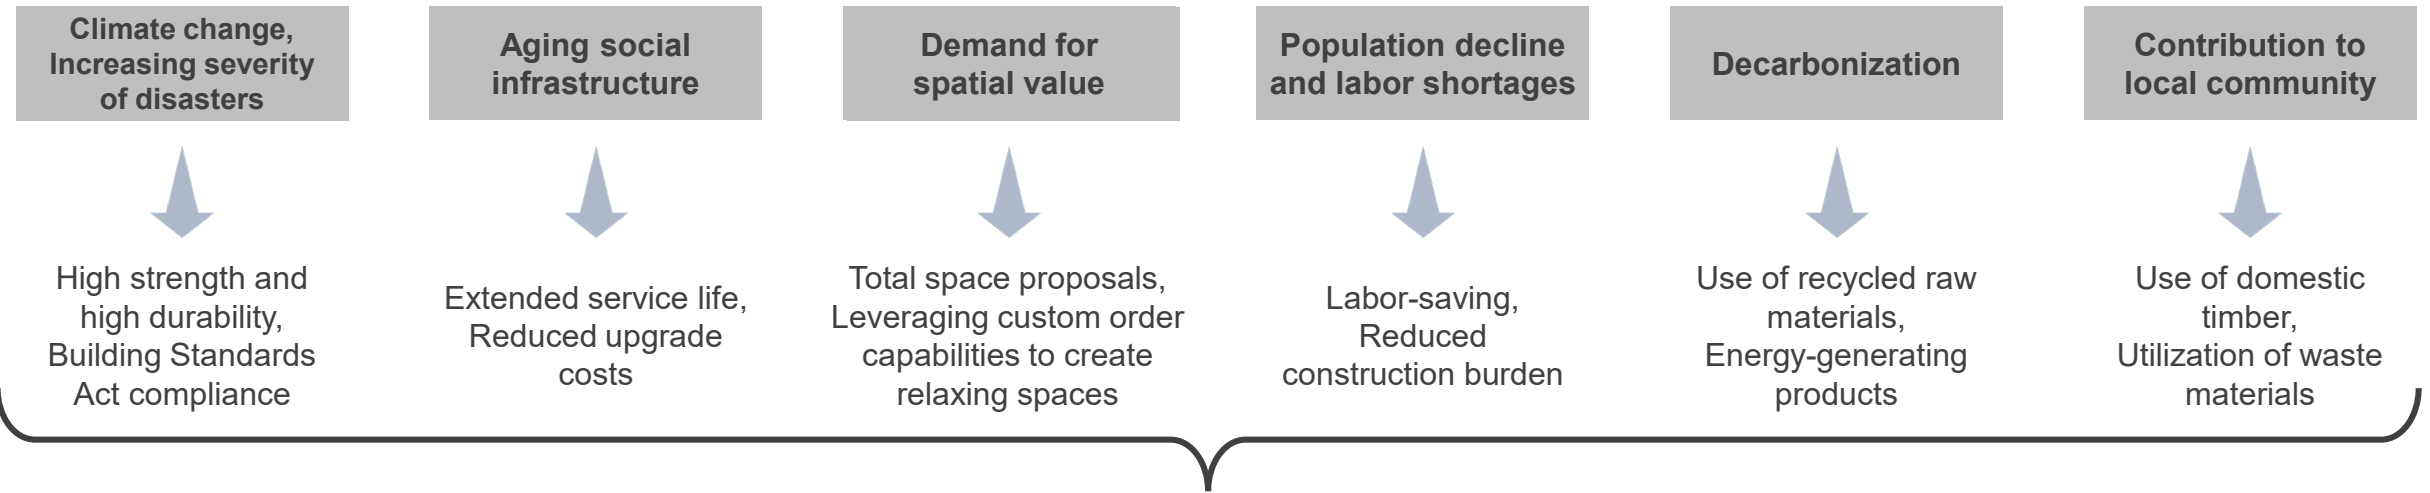 Climate change,
Increasing severity
of disasters
Aging social
infrastructure
Demand for
spatial value
Population decline
and labor shortages
Decarbonization
Contribution to
local community
High strength and
high durability,
Building Standards
Act compliance
Extended service life,
Reduced upgrade
costs
Total space proposals,
Leveraging custom order
capabilities to create
relaxing spaces
Labor-saving,
Reduced
construction burden
Use of recycled raw
materials,
Energy-generating
products
Use of domestic
timber,
Utilization of waste
materials